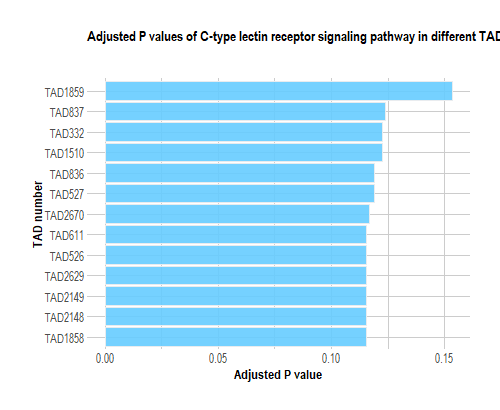 Adjusted P values of C-type lectin receptor signaling pathway in different TAD
TAD1859
TAD837
TAD332
TAD1510
TAD836
TAD527
TAD2670
TAD611
TAD526
TAD2629
TAD2149
TAD2148
TAD1858
TAD number
0.00 0.05 0.10 0.15
Adjusted P value